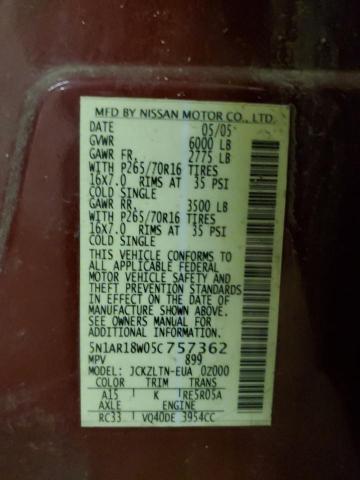 MFD BY NISSAN MOTOR CO., LTD.
DATE 05/05
GVWR 6000 LB
GAWR FR. 2775 LB
WITH P265/70R16 TIRES
16X7.0 RIMS AT 35 PSI
COLD SINGLE
GAWR RR. 3500 LB
WITH P265/70R16 TIRES
16X7.0 RIMS AT 35 PSI
COLD SINGLE
THIS VEHICLE CONFORMS TO
ALL APPLICABLE FEDERAL
MOTOR VEHICLE SAFETY AND
THEFT PREVENTION STANDARDS
IN EFFECT ON THE DATE OF
MANUFACTURE SHOWN ABOVE.
SEE OWNERS MANUAL FOR
ADDITIONAL INFORMATION.
5N1AR18W05C757362
MPV 899
MODEL: JCKZLTN-EUA 0Z000
COLOR TRIM TRANS
A15 K RE5R05A
AXLE ENGINE
RC33 VQ40DE 3954CC